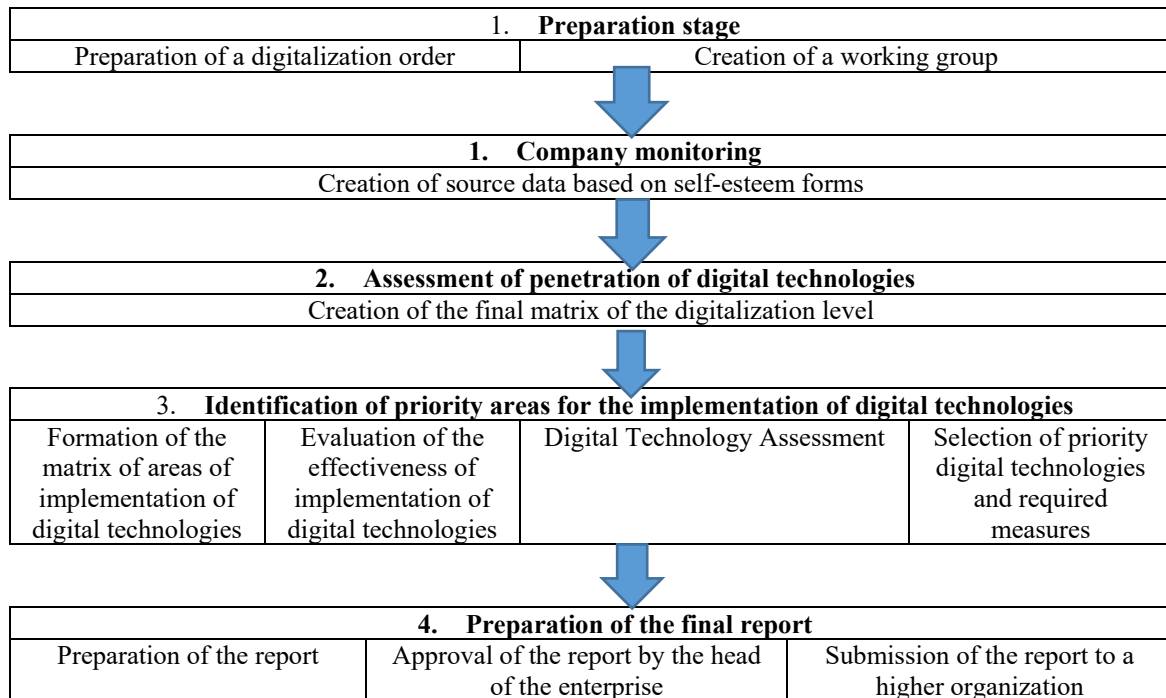 1. Preparation stage
Preparation of a digitalization order
Creation of a working group
1. Company monitoring
Creation of source data based on self-esteem forms
2. Assessment of penetration of digital technologies
Creation of the final matrix of the digitalization level
3. Identification of priority areas for the implementation of digital technologies
Formation of the
matrix of areas of
implementation of
digital technologies
Evaluation of the
effectiveness of
implementation of
digital technologies
Digital Technology Assessment
Selection of priority
digital technologies
and required
measures
4. Preparation of the final report
Preparation of the report
Approval of the report by the head
of the enterprise
Submission of the report to a
higher organization